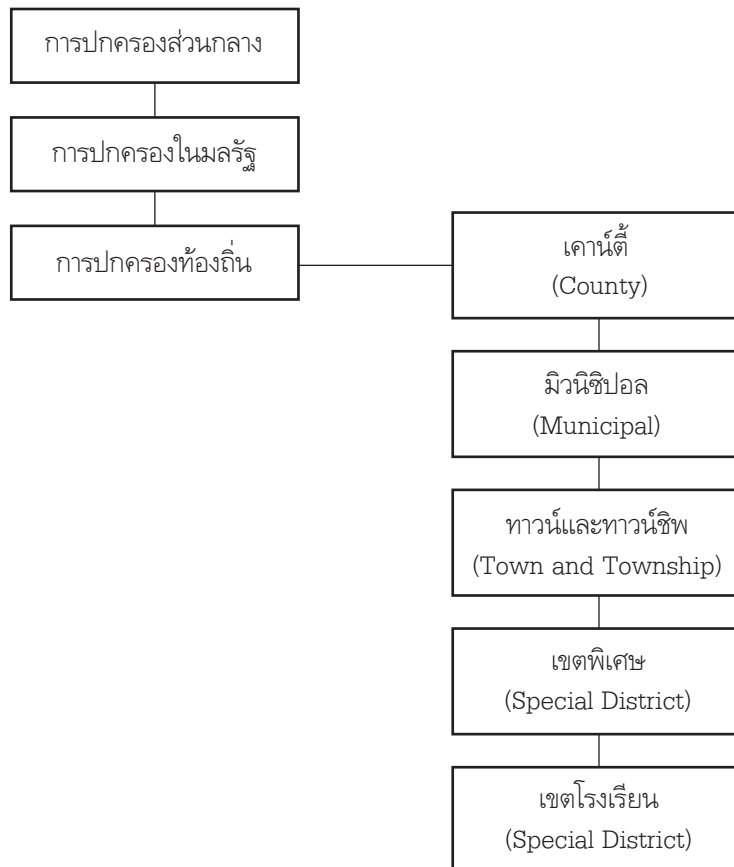 การปกครองส่วนกลาง
การปกครองในมลรัฐ
การปกครองท้องถิ่น
เคาน์ตี้
(County)
มิวนิซิปอล
(Municipal)
ทาวน์และทาวน์ชิพ
(Town and Township)
เขตพิเศษ
(Special District)
เขตโรงเรียน
(Special District)